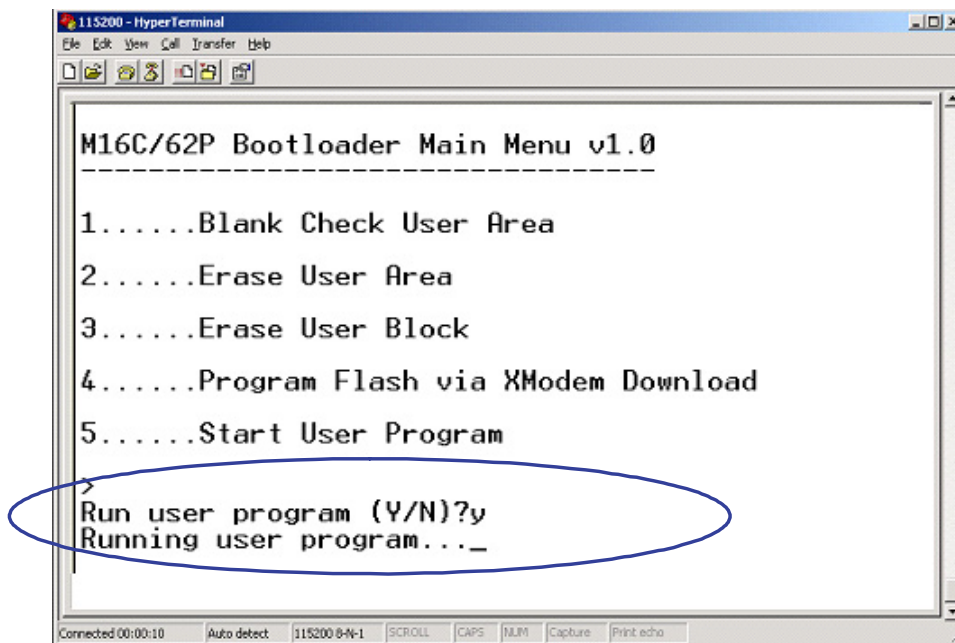 115200 - HyperTerminal
File Edit View Call Transfer Help
M16C/62P Bootloader Main Menu v1.0
-----------------------------------
1......Blank Check User Area
2......Erase User Area
3......Erase User Block
4......Program Flash via XModem Download
5......Start User Program
>
Run user program (Y/N)?y
Running user program..._
Connected 00:00:10 Auto detect 115200 8-N-1 SCROLL CAPS NUM Capture Print echo